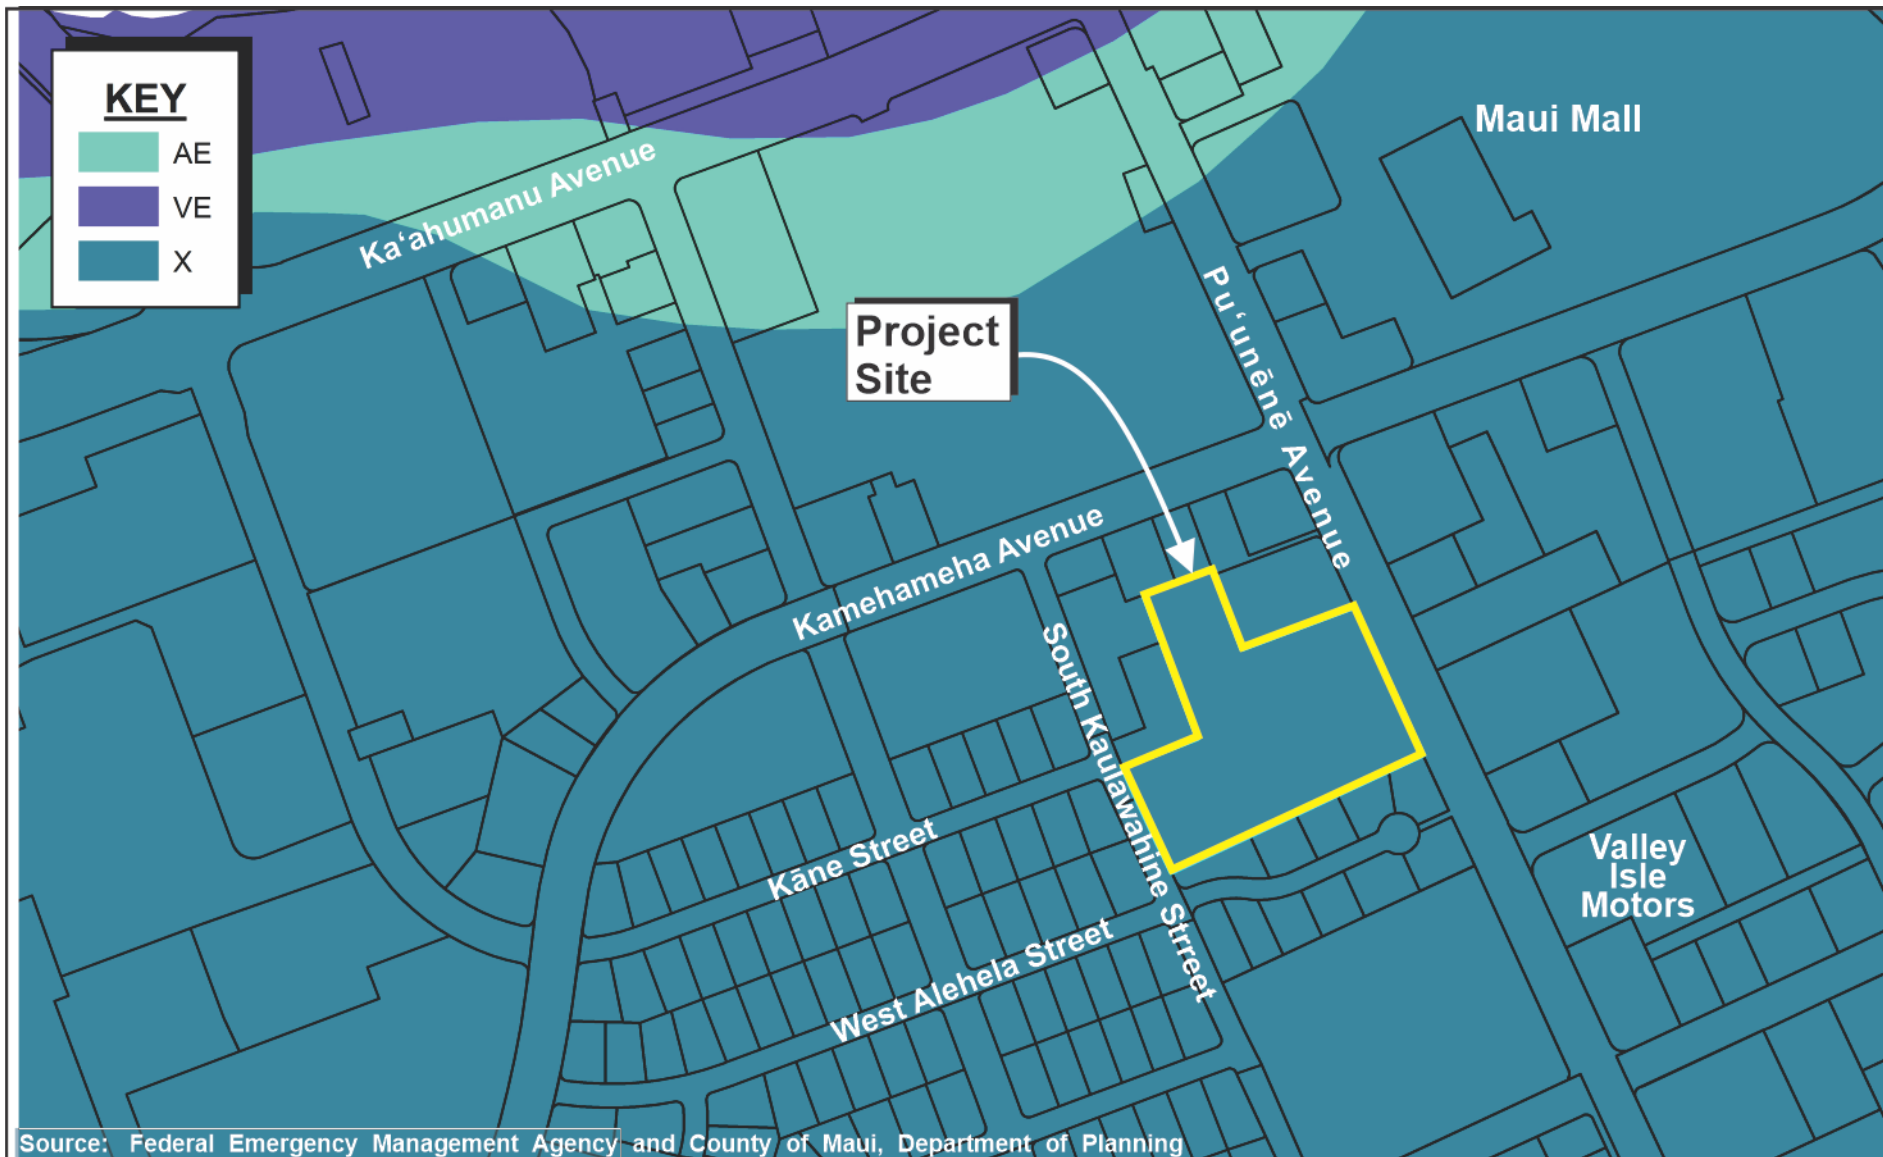 KEY
AE
VE
X
Maui Mall
Ka‘ahumanu Avenue
Pu‘unēnē Avenue
Project
Site
Kamehameha Avenue
South Kaulawahine Strreet
Kāne Street
West Alehela Street
Valley
Isle
Motors
Source: Federal Emergency Management Agency and County of Maui, Department of Planning